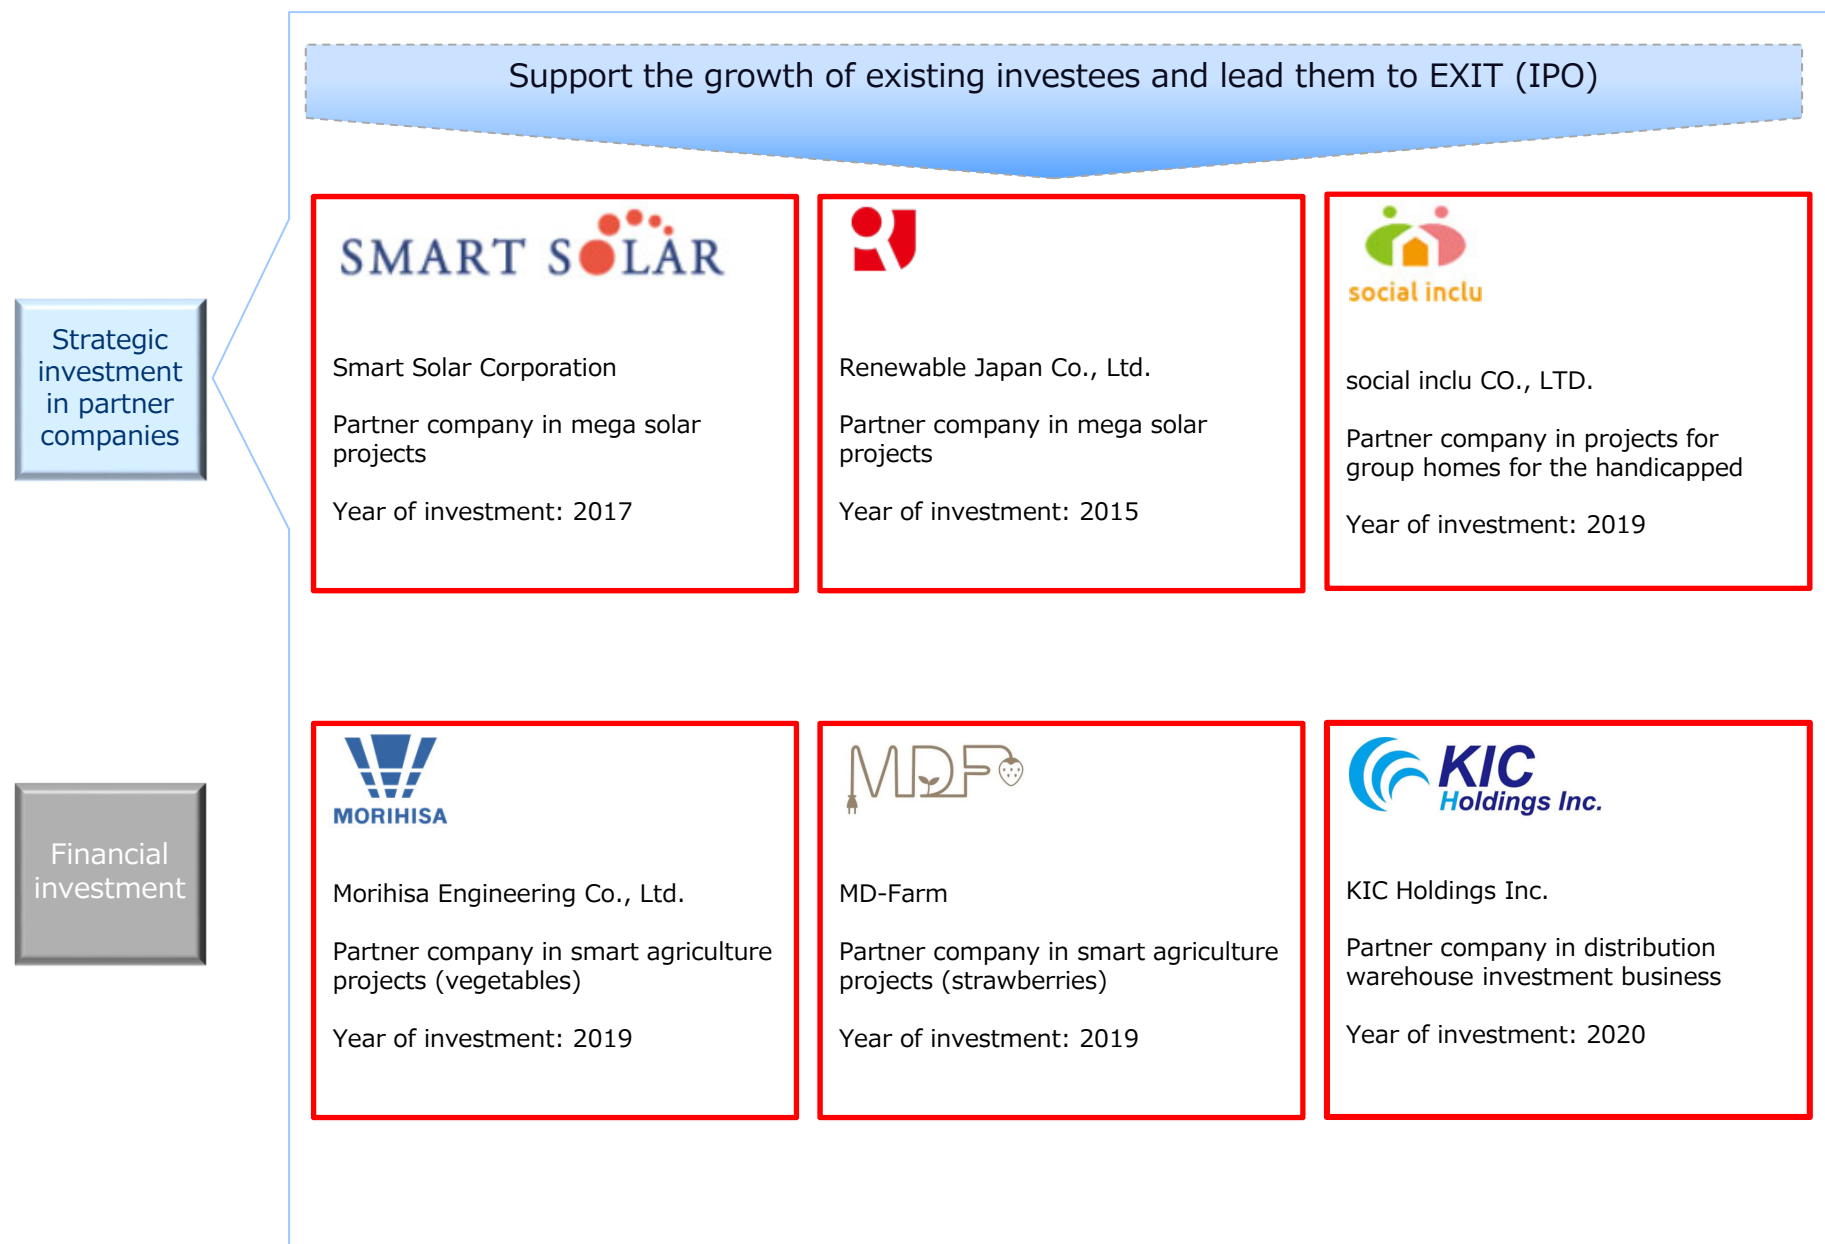 Support the growth of existing investees and lead them to EXIT (IPO)
Strategic
investment
in partner
companies
SMART SOLAR
Smart Solar Corporation
Partner company in mega solar
projects
Year of investment: 2017
Renewable Japan Co., Ltd.
Partner company in mega solar
projects
Year of investment: 2015
social inclu
social inclu CO., LTD.
Partner company in projects for
group homes for the handicapped
Year of investment: 2019
Financial
investment
MORIHISA
Morihisa Engineering Co., Ltd.
Partner company in smart agriculture
projects (vegetables)
Year of investment: 2019
MDF
MD-Farm
Partner company in smart agriculture
projects (strawberries)
Year of investment: 2019
KIC
Holdings Inc.
KIC Holdings Inc.
Partner company in distribution
warehouse investment business
Year of investment: 2020